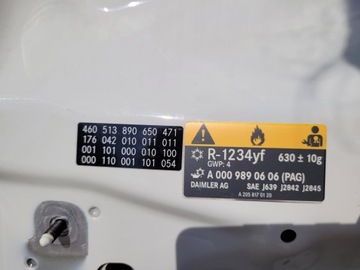 460 513 890 650 471
176 042 010 011 011
001 101 000 010 100
000 110 001 101 054
R-1234yf 630 ± 10g
GWP: 4
A 000 989 06 06 (PAG)
DAIMLER AG SAE J639 J2842 J2845
A 205 817 01 20